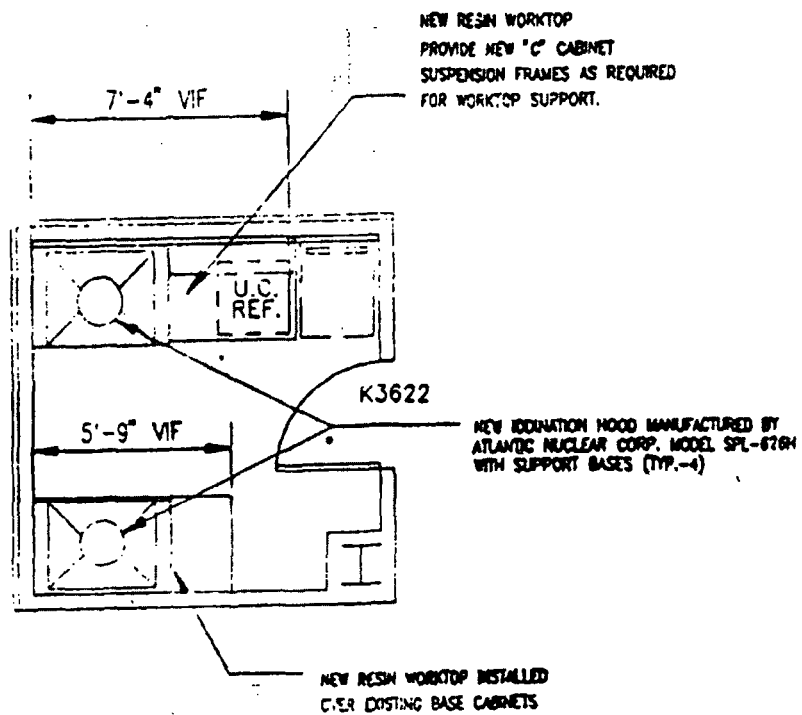 NEW RESIN WORKTOP
PROVIDE NEW "C" CABINET
SUSPENSION FRAMES AS REQUIRED
FOR WORKTOP SUPPORT.
7'-4" VIF
U.C.
REF.
K3622
5'-9" VIF
NEW IODINATION HOOD MANUFACTURED BY
ATLANTIC NUCLEAR CORP. MODEL SPL-626H
WITH SUPPORT BASES (TYP.-4)
NEW RESIN WORKTOP INSTALLED
OVER EXISTING BASE CABINETS